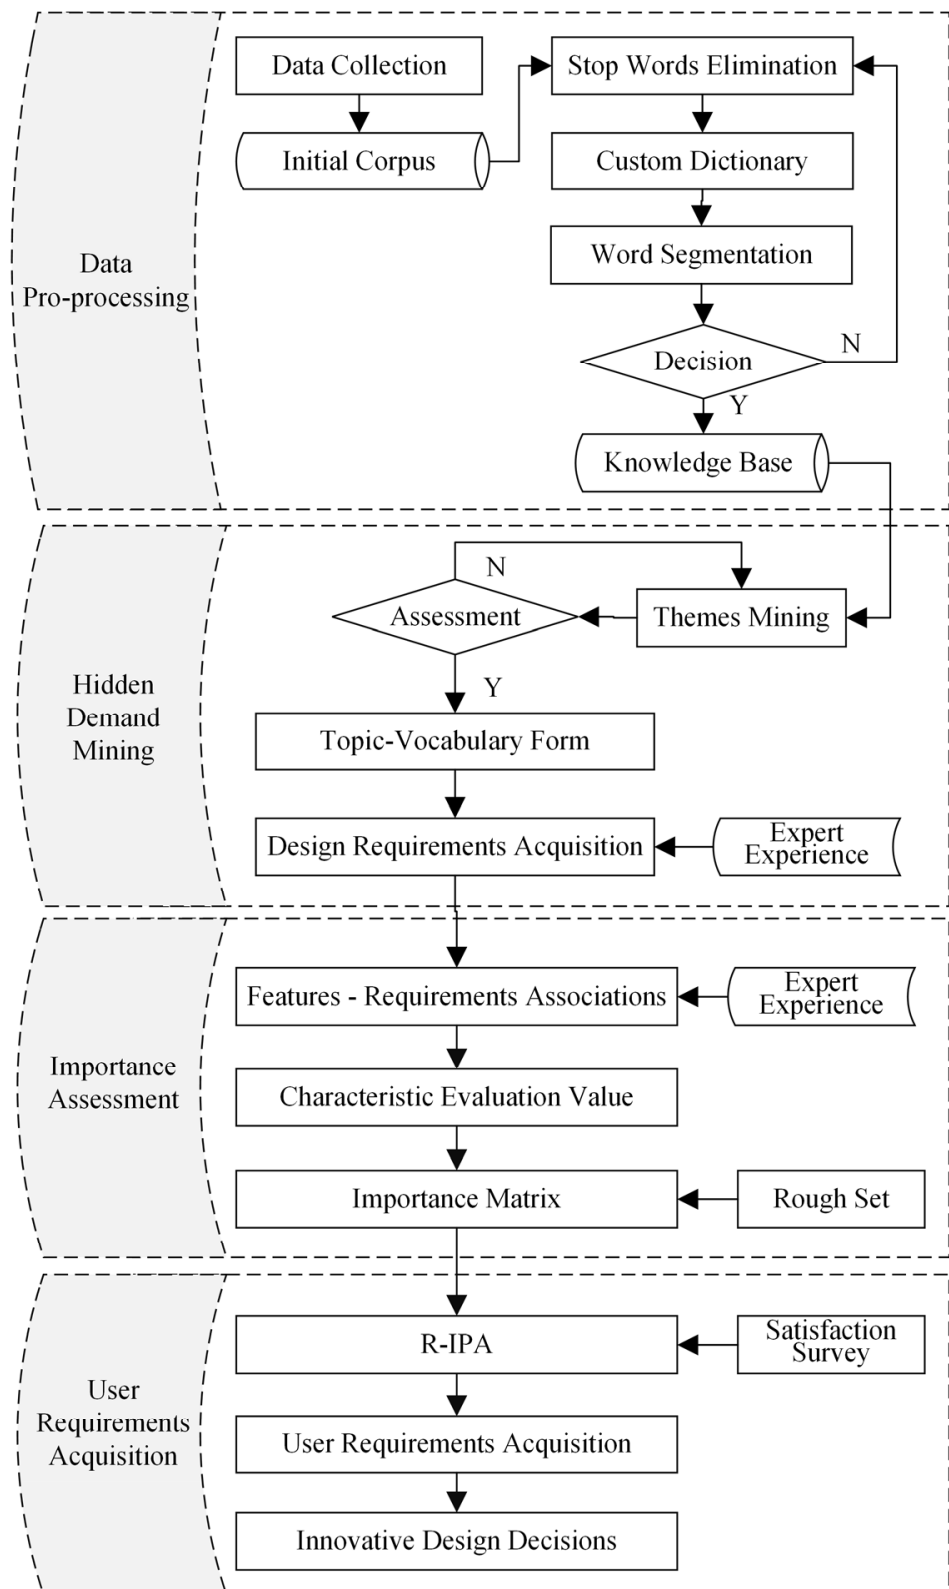 Data Collection
Stop Words Elimination
Initial Corpus
Custom Dictionary
Word Segmentation
Data
Pro-processing
Decision
N
Y
Knowledge Base
N
Assessment
Themes Mining
Y
Hidden
Demand
Mining
Topic-Vocabulary Form
Design Requirements Acquisition
Expert
Experience
Features - Requirements Associations
Expert
Experience
Importance
Assessment
Characteristic Evaluation Value
Importance Matrix
Rough Set
R-IPA
Satisfaction
Survey
User
Requirements
Acquisition
User Requirements Acquisition
Innovative Design Decisions